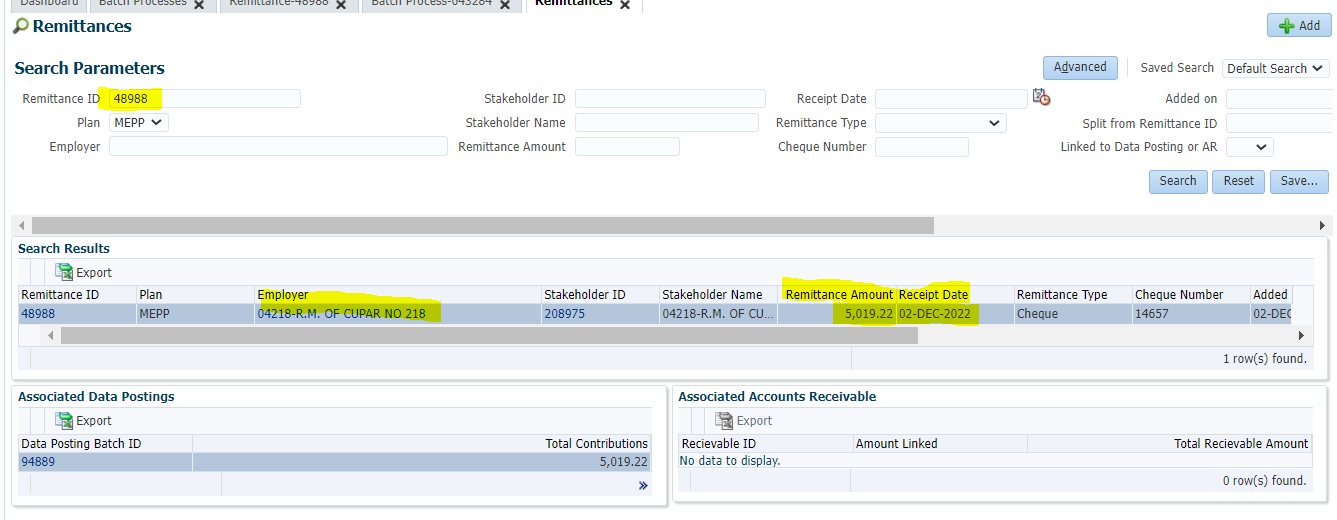 Dashboard Batch Processes Remittance-48988 Batch Process-043284 Remittances
Remittances
Add
Search Parameters
Advanced Saved Search Default Search
Remittance ID 48988 Stakeholder ID Receipt Date Added on
Plan MEPP Stakeholder Name Remittance Type Split from Remittance ID
Employer Remittance Amount Cheque Number Linked to Data Posting or AR
Search Reset Save...
Search Results
Export
Remittance ID Plan Employer Stakeholder ID Stakeholder Name Remittance Amount Receipt Date Remittance Type Cheque Number Added
48988 MEPP 04218-R.M. OF CUPAR NO 218 208975 04218-R.M. OF CU... 5,019.22 02-DEC-2022 Cheque 14657 02-DEC
1 row(s) found.
Associated Data Postings Associated Accounts Receivable
Export Export
Data Posting Batch ID Total Contributions Recievable ID Amount Linked Total Recievable Amount
94889 5,019.22 No data to display.
0 row(s) found.